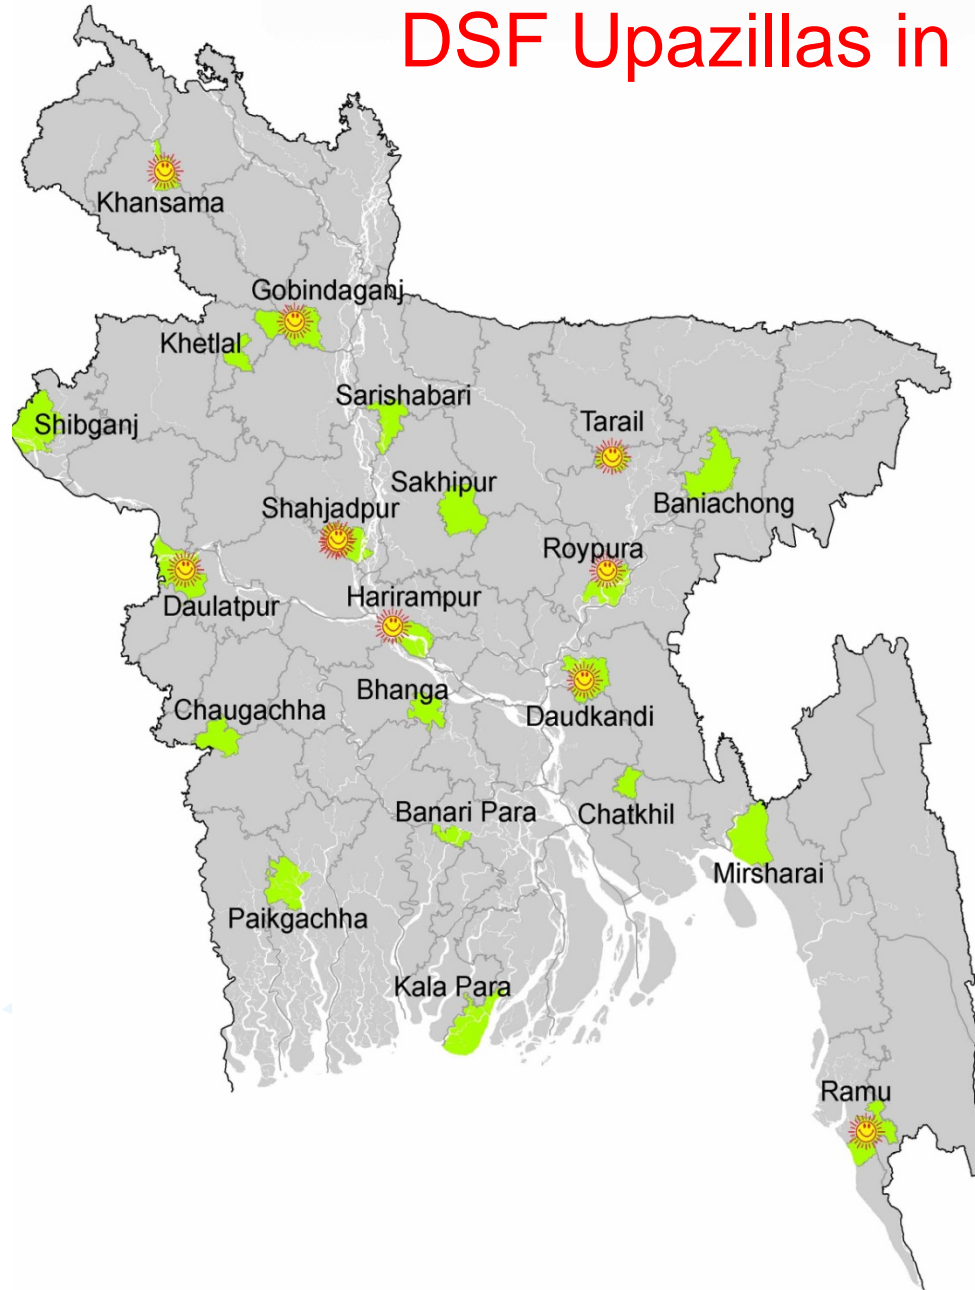 DSF Upazillas in
Khansama
Gobindaganj
Khetlal
Sarishabari
Shibganj
Tarail
Sakhipur
Baniachong
Shahjadpur
Roypura
Harirampur
Daulatpur
Bhanga
Chaugachha
Daudkandi
Banari Para
Chatkhil
Mirsharai
Paikgachha
Kala Para
Ramu